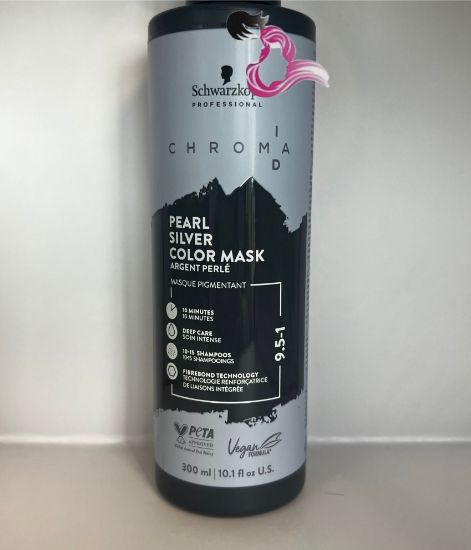 Schwarzkop
PROFESSIONAL
CHROMA
I
D
PEARL
SILVER
COLOR MASK
ARGENT PERLÉ
MASQUE PIGMENTANT
10 MINUTES
10 MINUTES
DEEP CARE
SOIN INTENSE
10-15 SHAMPOOS
10-15 SHAMPOOINGS
FIBREBOND TECHNOLOGY
TECHNOLOGIE RENFORÇATRICE
DE LIAISONS INTÉGRÉE
9.5-1
PeTA
APPROVED
Vegan
FORMULA*
300 ml | 10.1 fl oz U.S.